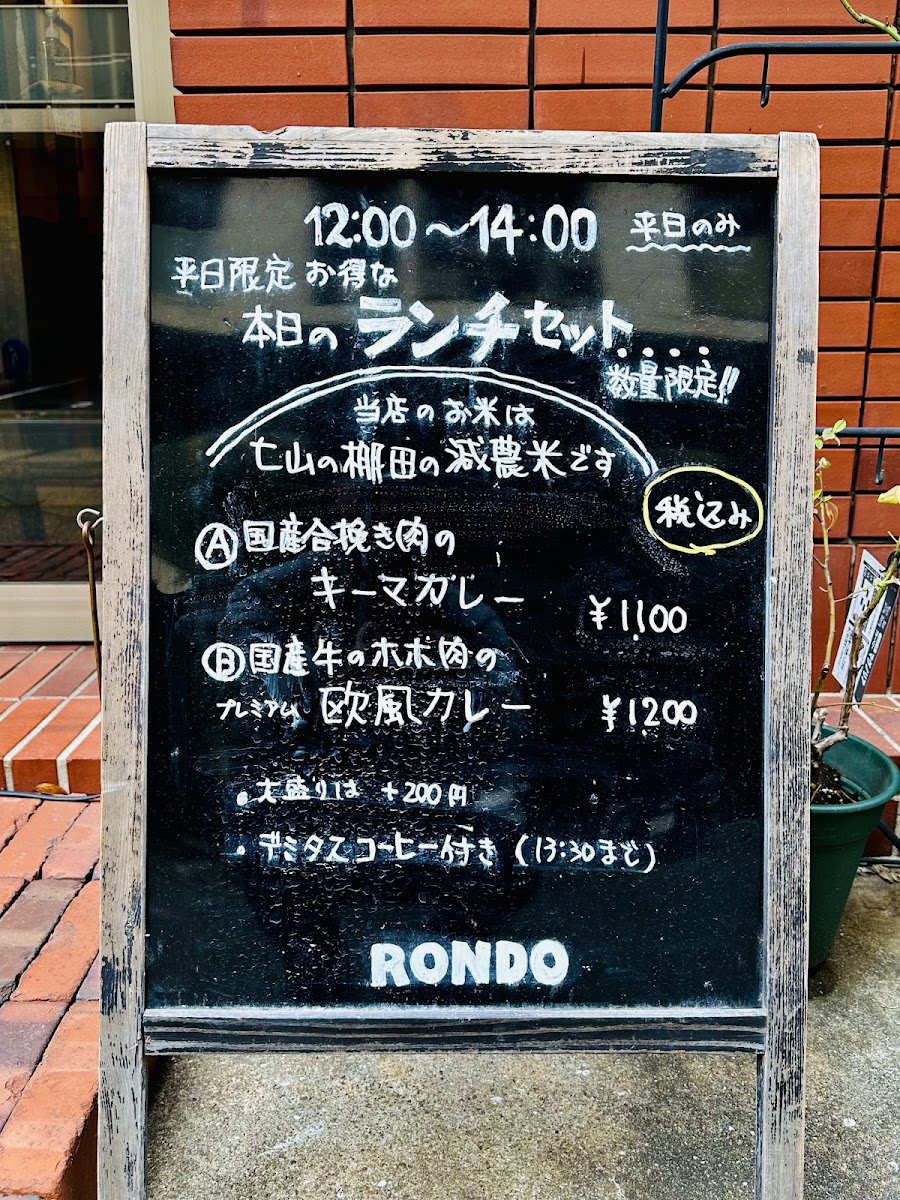 12:00〜14:00 平日のみ
平日限定 お得な
本日の ランチセット
数量限定!!
当店のお米は
七山の棚田の減農米です
税込み
Ⓐ国産合挽き肉の
キーマカレー ¥1,100
Ⓑ国産牛のホホ肉の
プレミアム 欧風カレー ¥1,200
・大盛りは +200円
・デミタスコーヒー付き (13:30まで)
RONDO